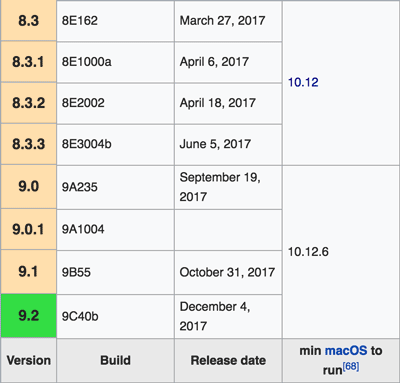 8.3 8E162 March 27, 2017
8.3.1 8E1000a April 6, 2017
10.12
8.3.2 8E2002 April 18, 2017
8.3.3 8E3004b June 5, 2017
9.0 9A235 September 19,
2017
9.0.1 9A1004
10.12.6
9.1 9B55 October 31, 2017
9.2 9C40b December 4,
2017
Version Build Release date min macOS to
run[68]